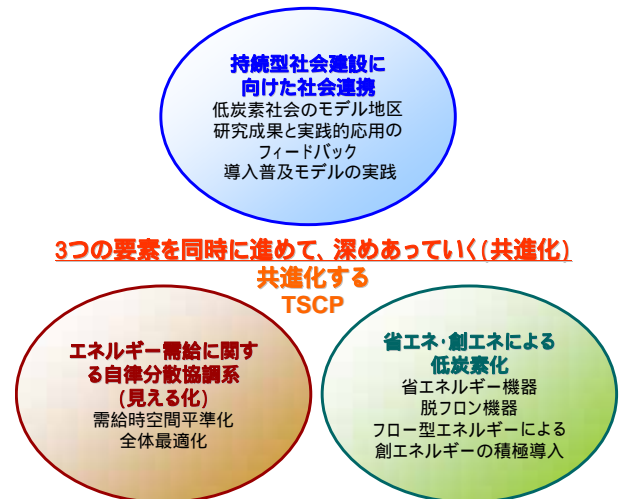 持続型社会建設に
向けた社会連携
低炭素社会のモデル地区
研究成果と実践的応用の
フィードバック
導入普及モデルの実践
3つの要素を同時に進めて、深めあっていく(共進化)
共進化する
TSCP
エネルギー需給に関す
る自律分散協調系
(見える化)
需給時空間平準化
全体最適化
省エネ・創エネによる
低炭素化
省エネルギー機器
脱フロン機器
フロー型エネルギーによる
創エネルギーの積極導入